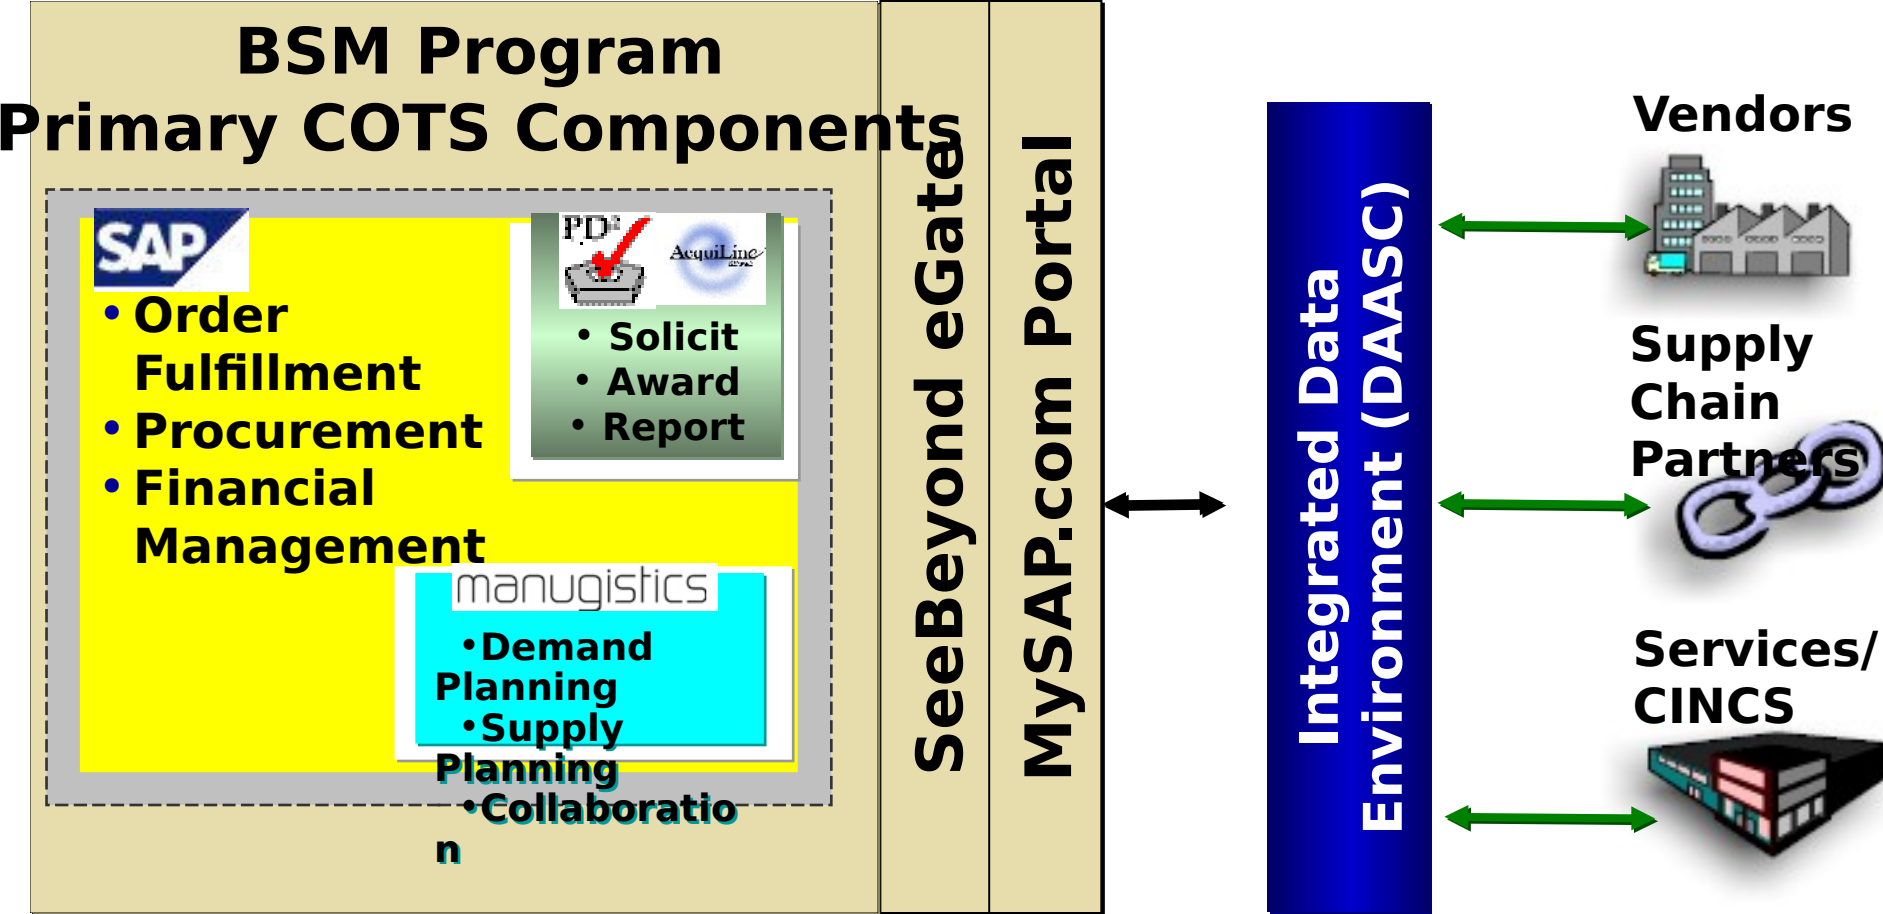 BSM Program
Primary COTS Components
SAP
• Order
Fulfillment
• Procurement
• Financial
Management
PD²
AcquiLine
• Solicit
• Award
• Report
manugistics
•Demand
Planning
•Supply
Planning
•Collaboratio
n
SeeBeyond eGate
MySAP.com Portal
Integrated Data
Environment (DAASC)
Vendors
Supply
Chain
Partners
Services/
CINCS